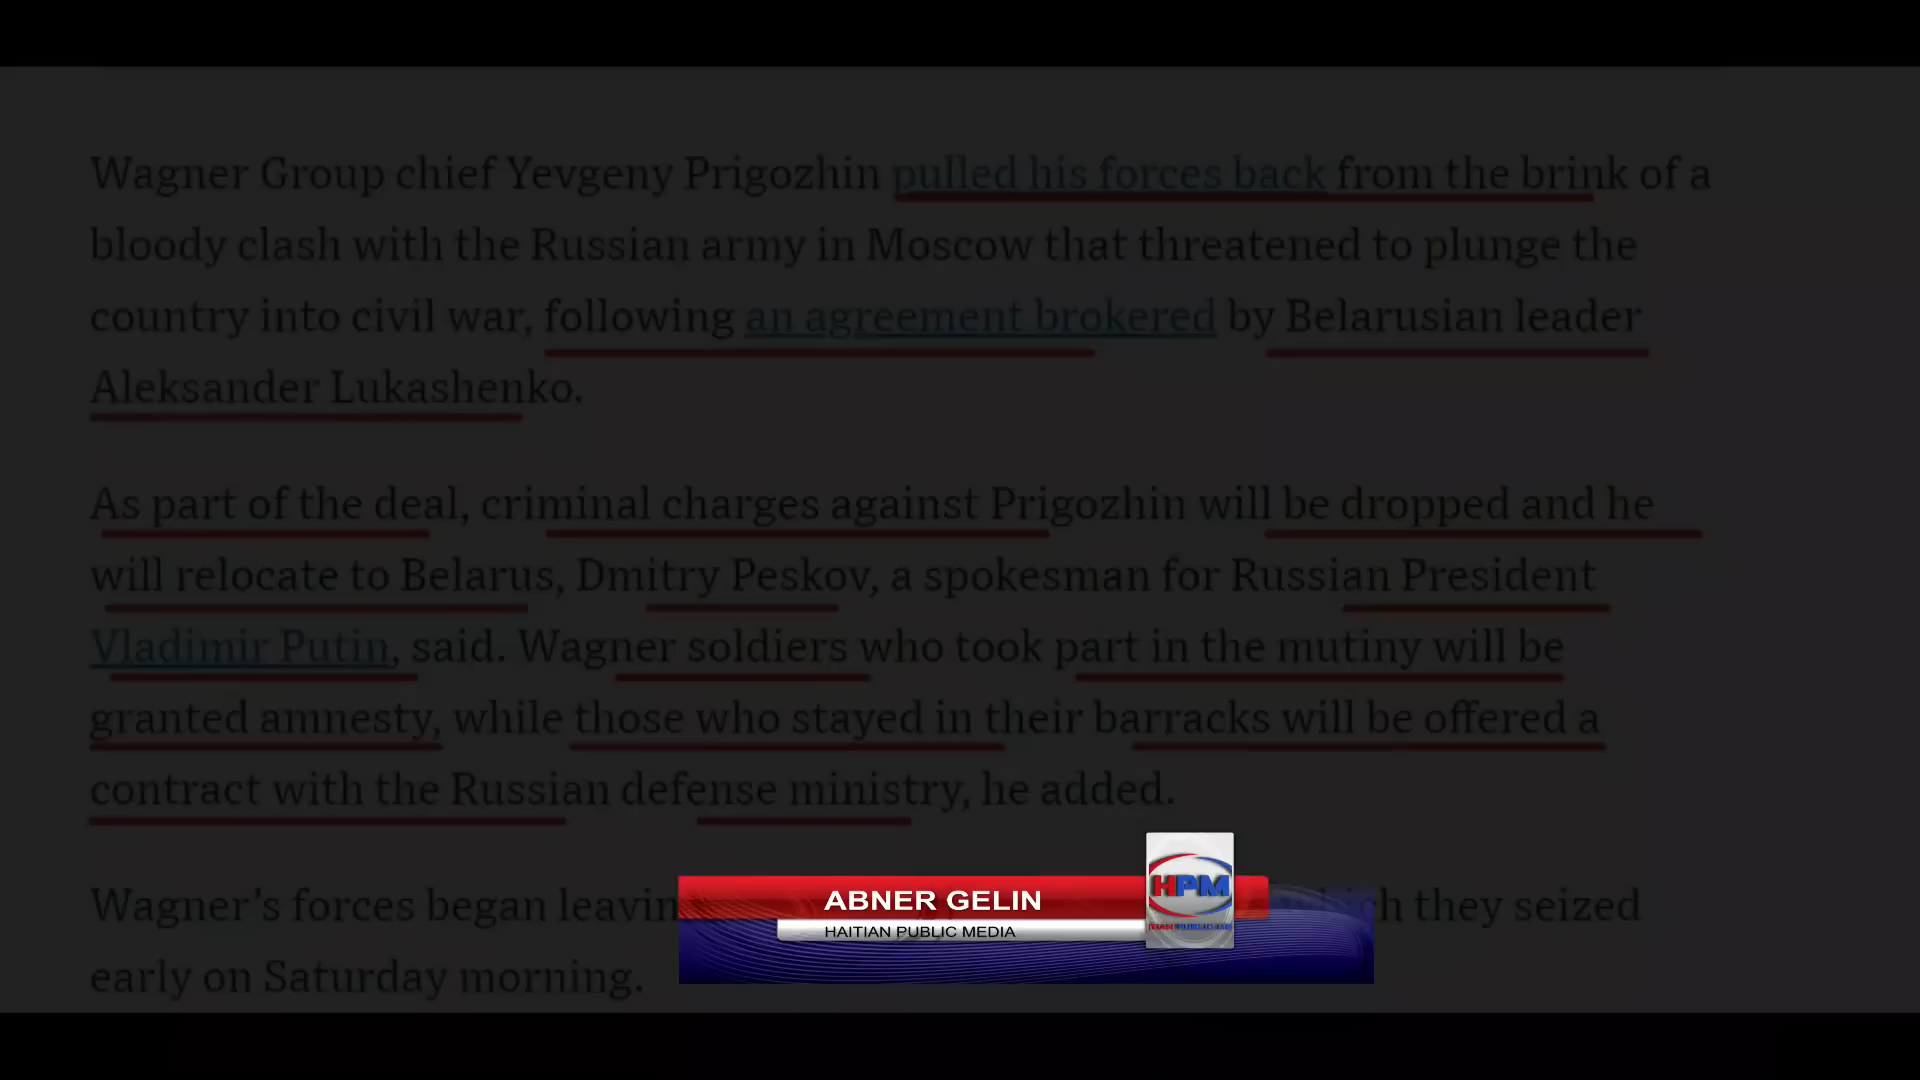 Wagner Group chief Yevgeny Prigozhin pulled his forces back from the brink of a
bloody clash with the Russian army in Moscow that threatened to plunge the
country into civil war, following an agreement brokered by Belarusian leader
Aleksander Lukashenko.
As part of the deal, criminal charges against Prigozhin will be dropped and he
will relocate to Belarus, Dmitry Peskov, a spokesman for Russian President
Vladimir Putin, said. Wagner soldiers who took part in the mutiny will be
granted amnesty, while those who stayed in their barracks will be offered a
contract with the Russian defense ministry, he added.
Wagner’s forces began they seized
early on Saturday morning.
ABNER GELIN
HAITIAN PUBLIC MEDIA
HPM